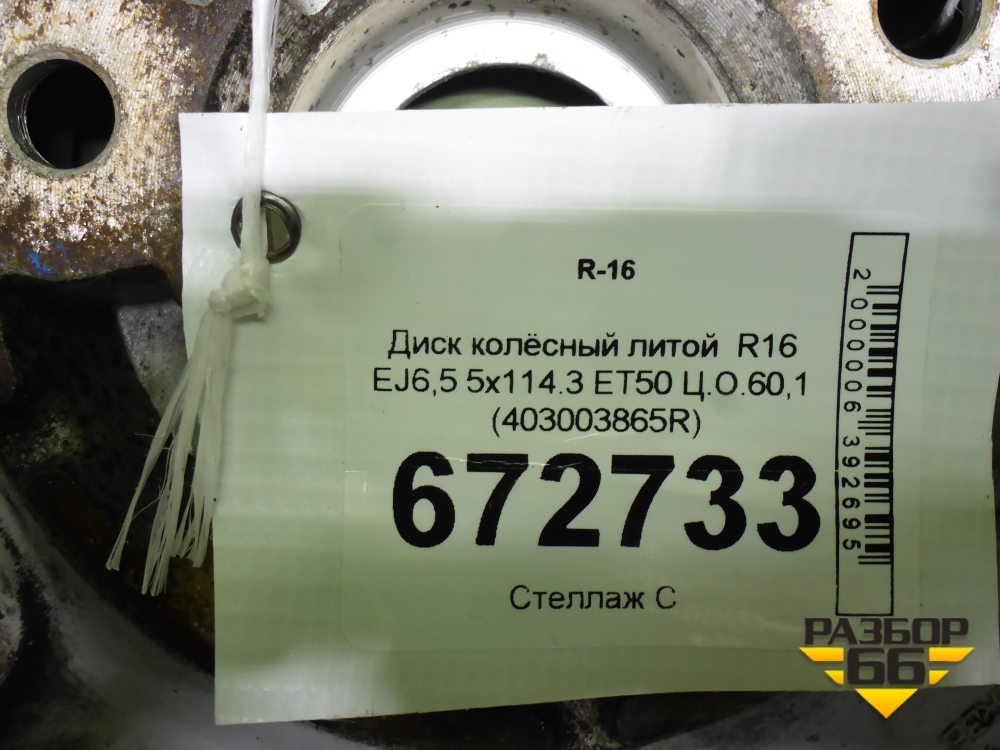 R-16
Диск колёсный литой R16
EJ6,5 5x114.3 ET50 Ц.О.60,1
(403003865R)
672733
Стеллаж С
2000006392695
РАЗБОР
66